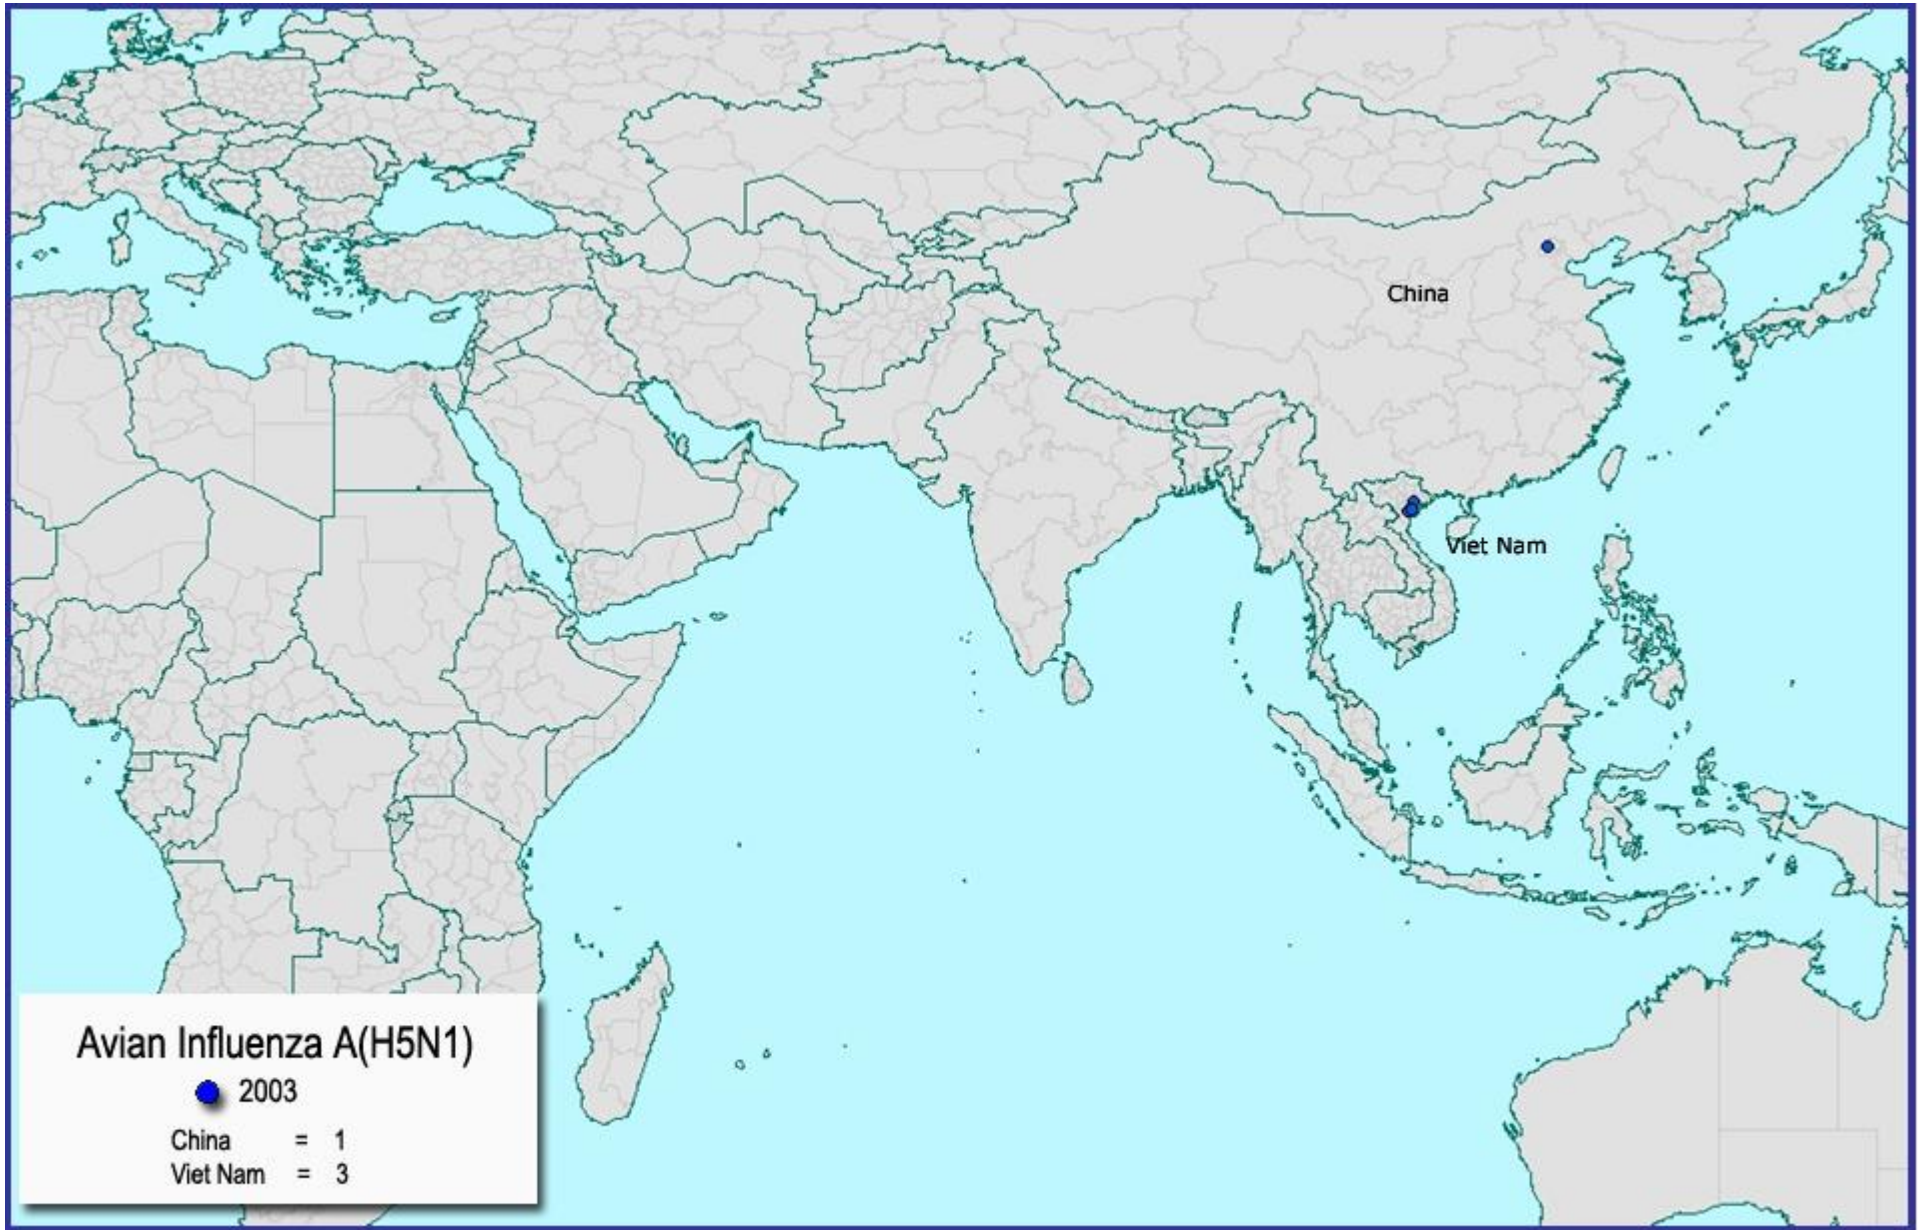 China
Viet Nam
Avian Influenza A(H5N1)
2003
China = 1
Viet Nam = 3